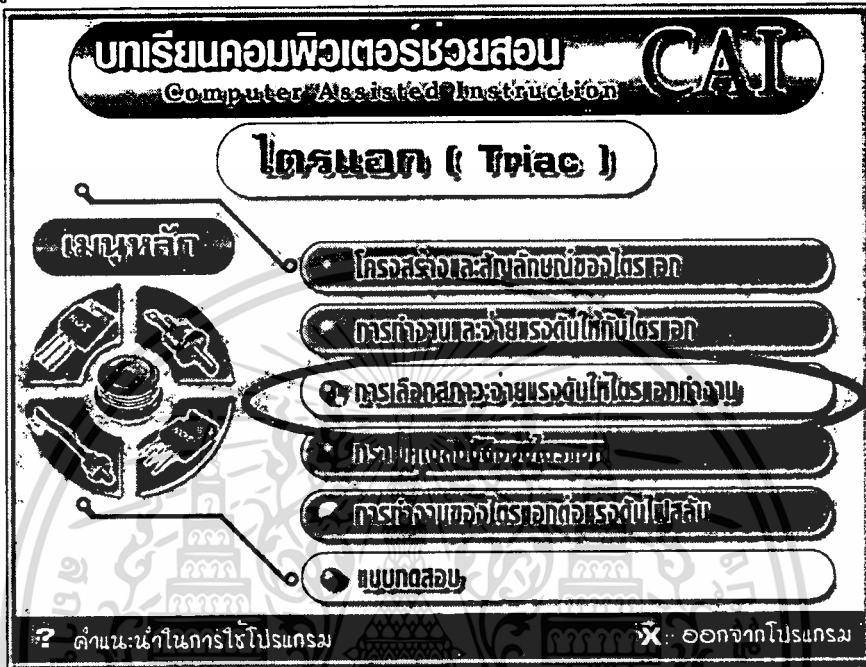 บทเรียนคอมพิวเตอร์ช่วยสอน CAI
Computer Assisted Instruction
ไตรแอก ( Triac )
เมนูหลัก
โครงสร้างและสัญลักษณ์ของไตรแอก
การทำงานและจ่ายแรงดันให้กับไตรแอก
การเลือกสภาวะจ่ายแรงดันให้ไตรแอกทำงาน
การทำงานของไตรแอกต่อแรงดันไฟสลับ
แบบทดสอบ
? คำแนะนำในการใช้โปรแกรม
X : ออกจากโปรแกรม